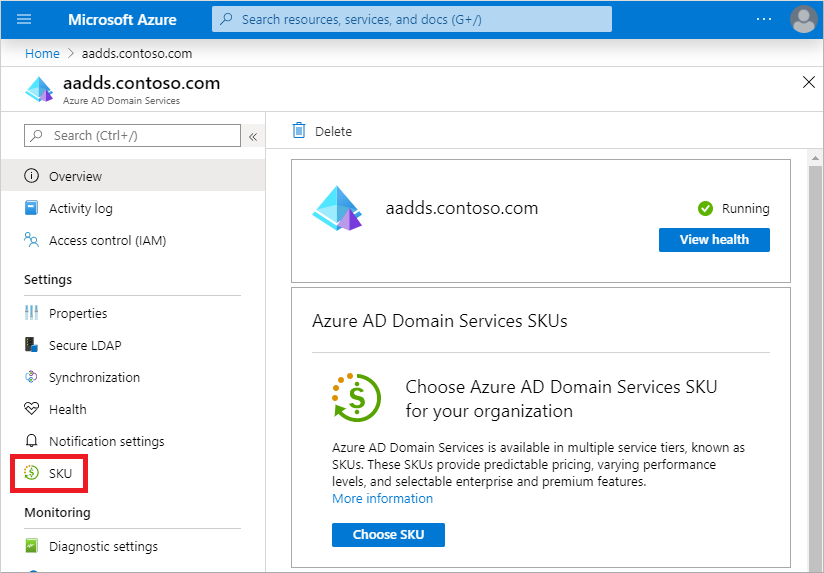 Microsoft Azure
Search resources, services, and docs (G+/)
Home > aadds.contoso.com
aadds.contoso.com
Azure AD Domain Services
Search (Ctrl+/)
Overview
Activity log
Access control (IAM)
Settings
Properties
Secure LDAP
Synchronization
Health
Notification settings
SKU
Monitoring
Diagnostic settings
Delete
aadds.contoso.com
Running
View health
Azure AD Domain Services SKUs
Choose Azure AD Domain Services SKU
for your organization
Azure AD Domain Services is available in multiple service tiers, known as
SKUs. These SKUs provide predictable pricing, varying performance
levels, and selectable enterprise and premium features.
More information
Choose SKU